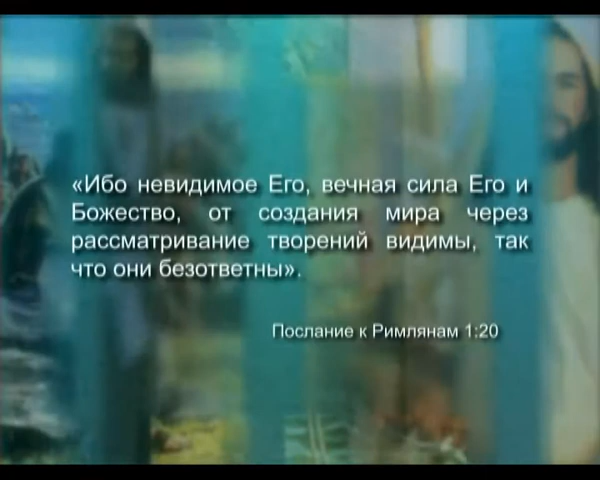 «Ибо невидимое Его, вечная сила Его и
Божество, от создания мира через
рассматривание творений видимы, так
что они безответны».
Послание к Римлянам 1:20